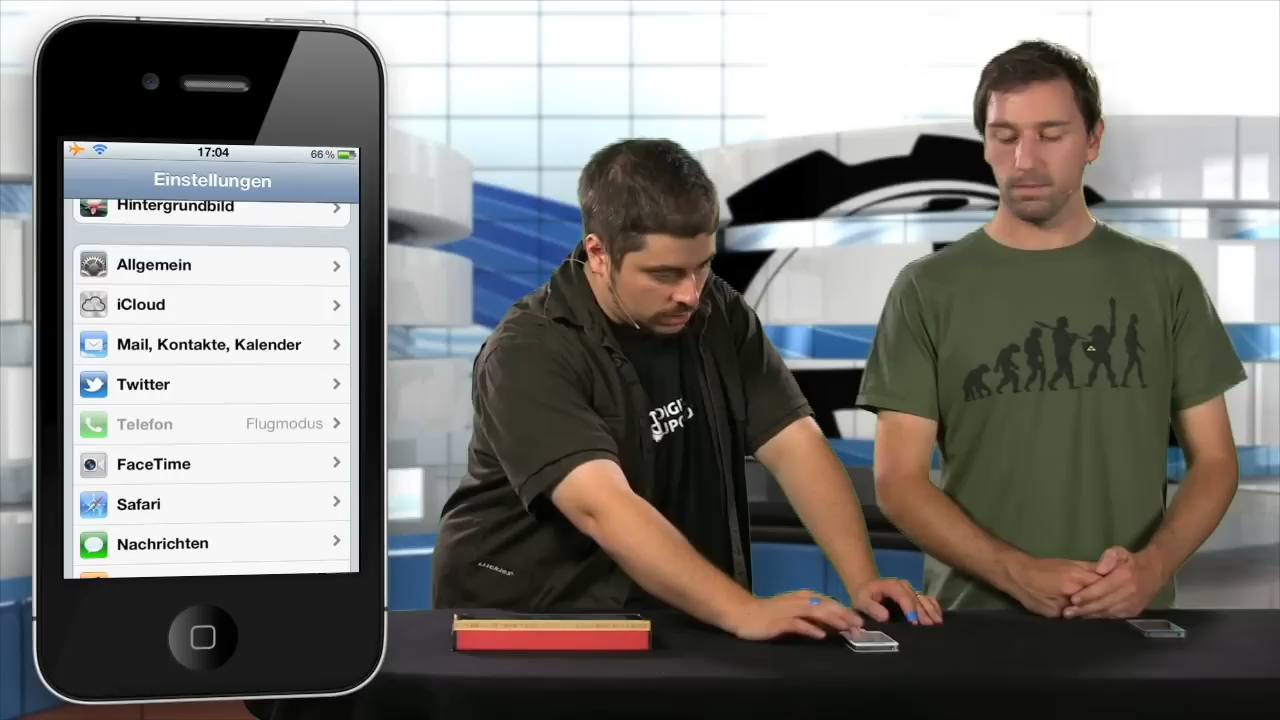 17:04
66 %
Einstellungen
Hintergrundbild
Allgemein
iCloud
Mail, Kontakte, Kalender
Twitter
Telefon Flugmodus
FaceTime
Safari
Nachrichten